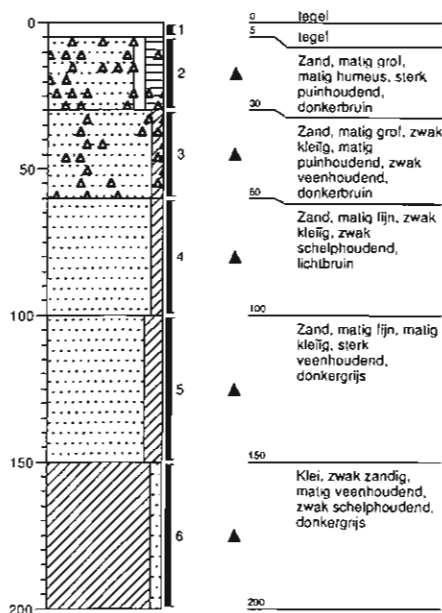 0
1
0
tegel
5
tegel
2
Zand, matig grof,
matig humeus, sterk
puinhoudend,
donkerbruin
30
3
Zand, matig grof, zwak
kleiïg, matig
puinhoudend, zwak
veenhoudend,
donkerbruin
50
60
4
Zand, matig fijn, zwak
kleiïg, zwak
schelphoudend,
lichtbruin
100
100
5
Zand, matig fijn, matig
kleiïg, sterk
veenhoudend,
donkergrijs
150
150
6
Klei, zwak zandig,
matig veenhoudend,
zwak schelphoudend,
donkergrijs
200
200